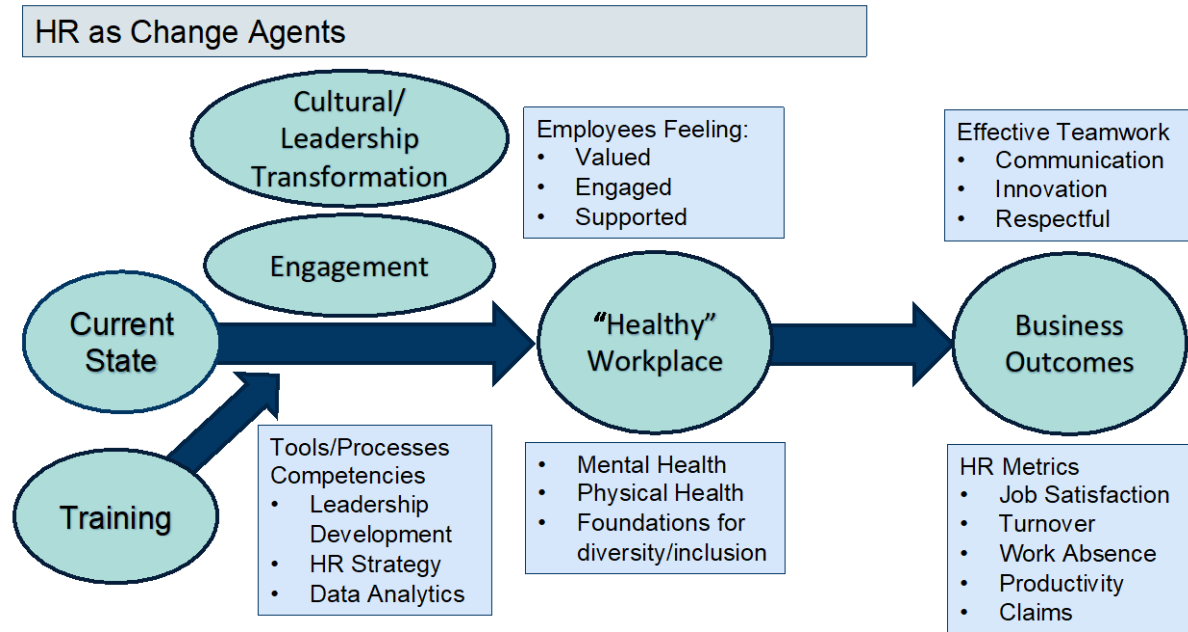 HR as Change Agents
Cultural/
Leadership
Transformation
Engagement
Current
State
Training
Tools/Processes
Competencies
• Leadership
Development
• HR Strategy
• Data Analytics
Employees Feeling:
• Valued
• Engaged
• Supported
“Healthy”
Workplace
• Mental Health
• Physical Health
• Foundations for
diversity/inclusion
Effective Teamwork
• Communication
• Innovation
• Respectful
Business
Outcomes
HR Metrics
• Job Satisfaction
• Turnover
• Work Absence
• Productivity
• Claims